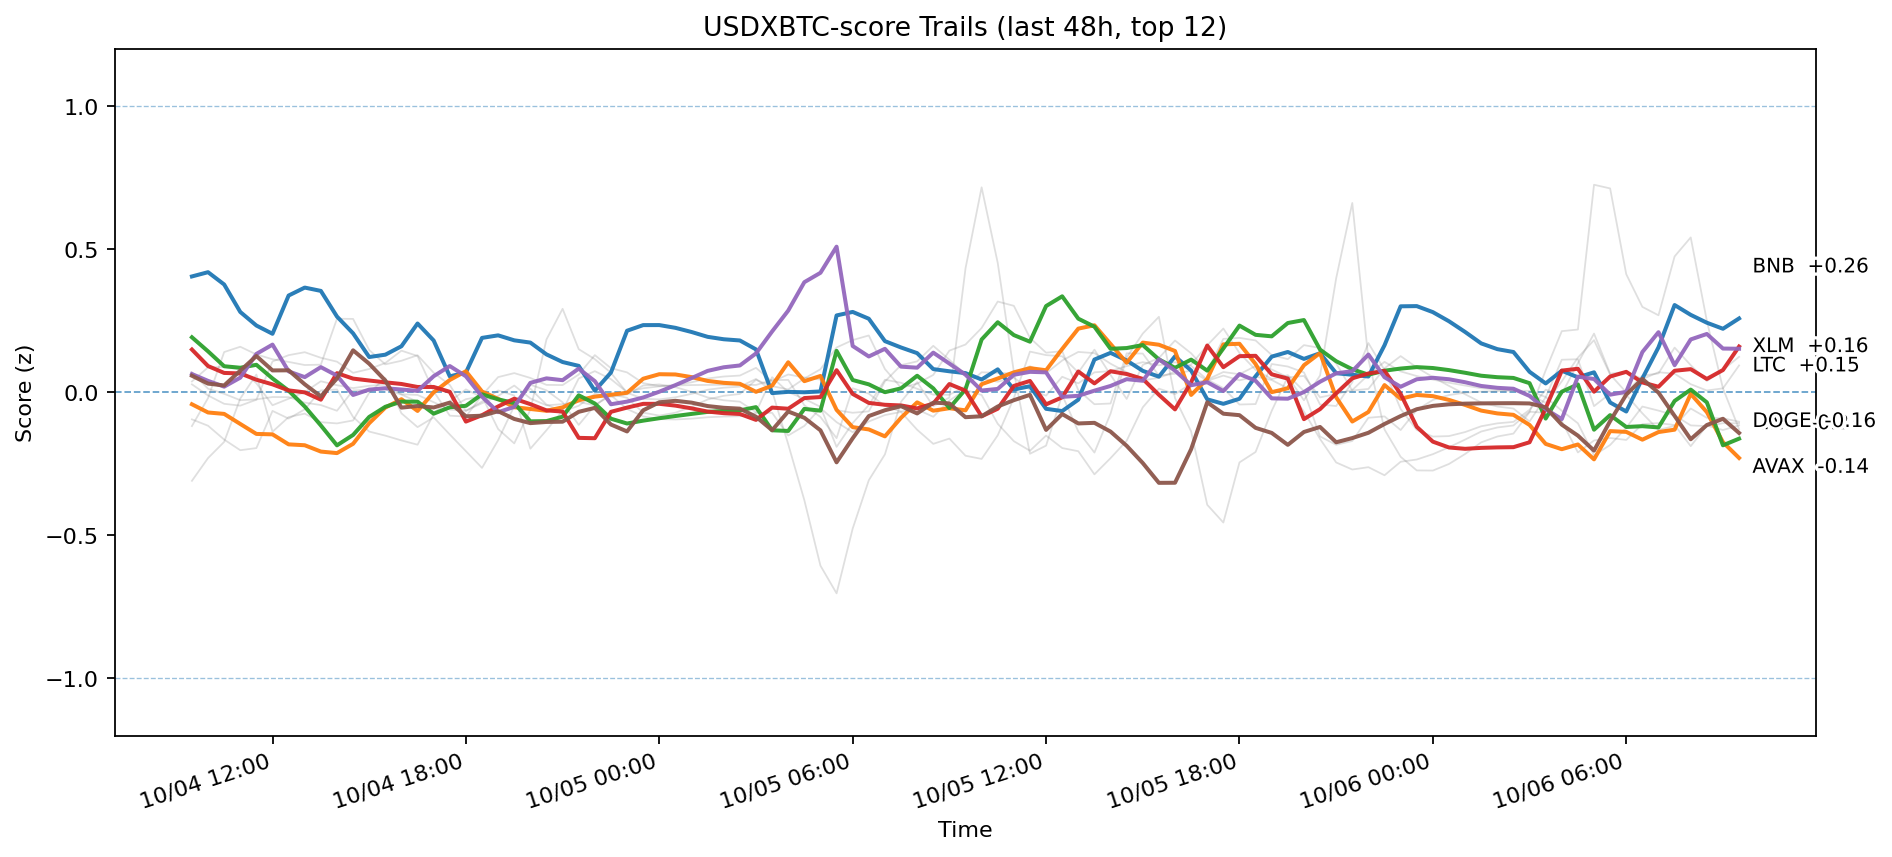 USDXBTC-score Trails (last 48h, top 12)
1.0
0.5
0.0
−0.5
−1.0
Score (z)
BNB +0.26
XLM +0.16
LTC +0.15
DOGE -0.16
AVAX -0.14
10/04 12:00
10/04 18:00
10/05 00:00
10/05 06:00
10/05 12:00
10/05 18:00
10/06 00:00
10/06 06:00
Time